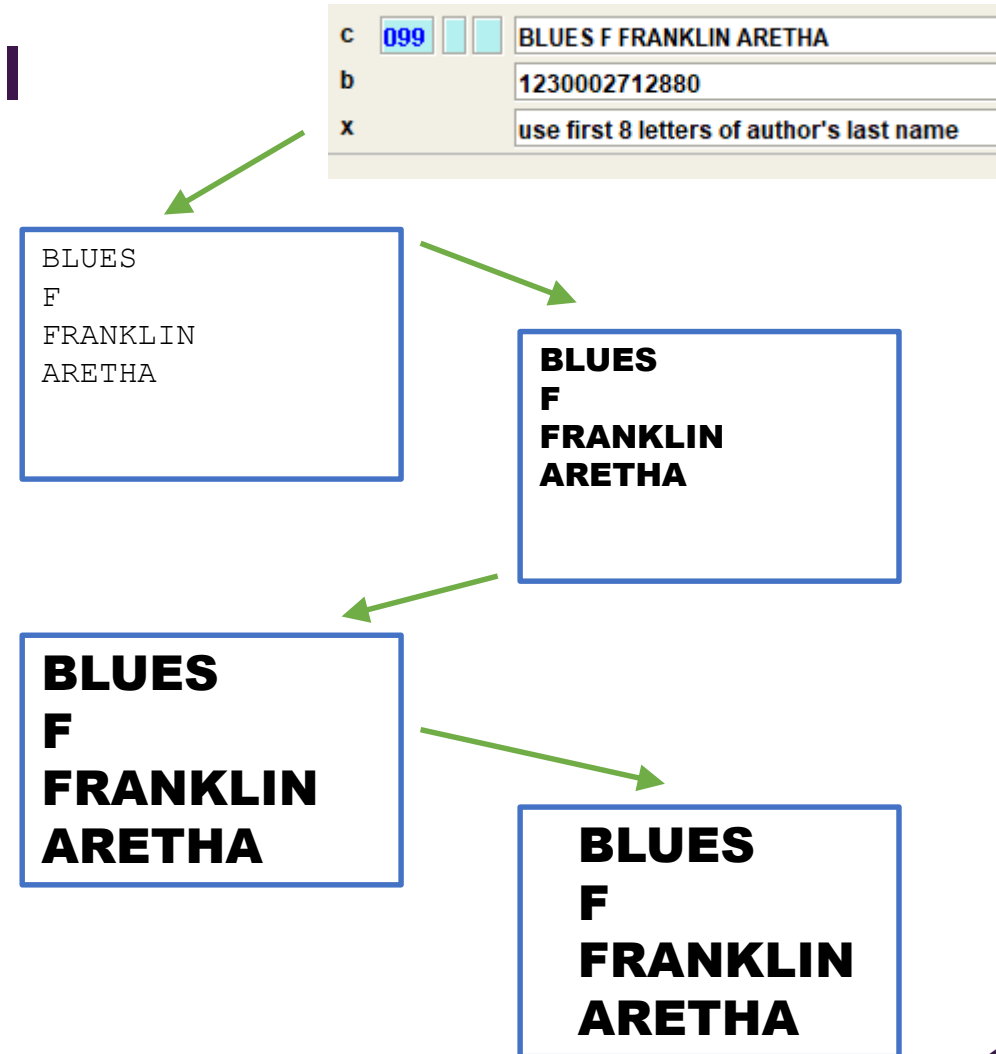 c 099 BLUES F FRANKLIN ARETHA
b 1230002712880
x use first 8 letters of author's last name
BLUES
F
FRANKLIN
ARETHA
BLUES
F
FRANKLIN
ARETHA
BLUES
F
FRANKLIN
ARETHA
BLUES
F
FRANKLIN
ARETHA